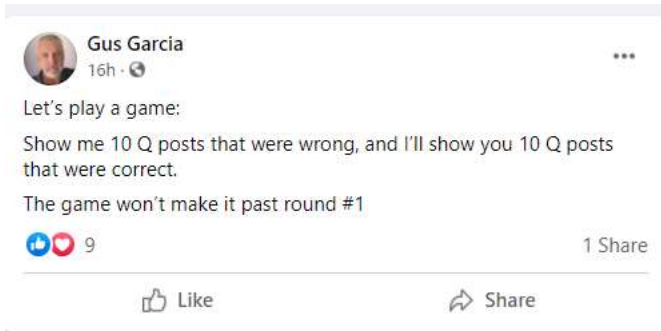 Gus Garcia
16h ·
Let's play a game:
Show me 10 Q posts that were wrong, and I'll show you 10 Q posts
that were correct.
The game won't make it past round #1
9
1 Share
Like
Share